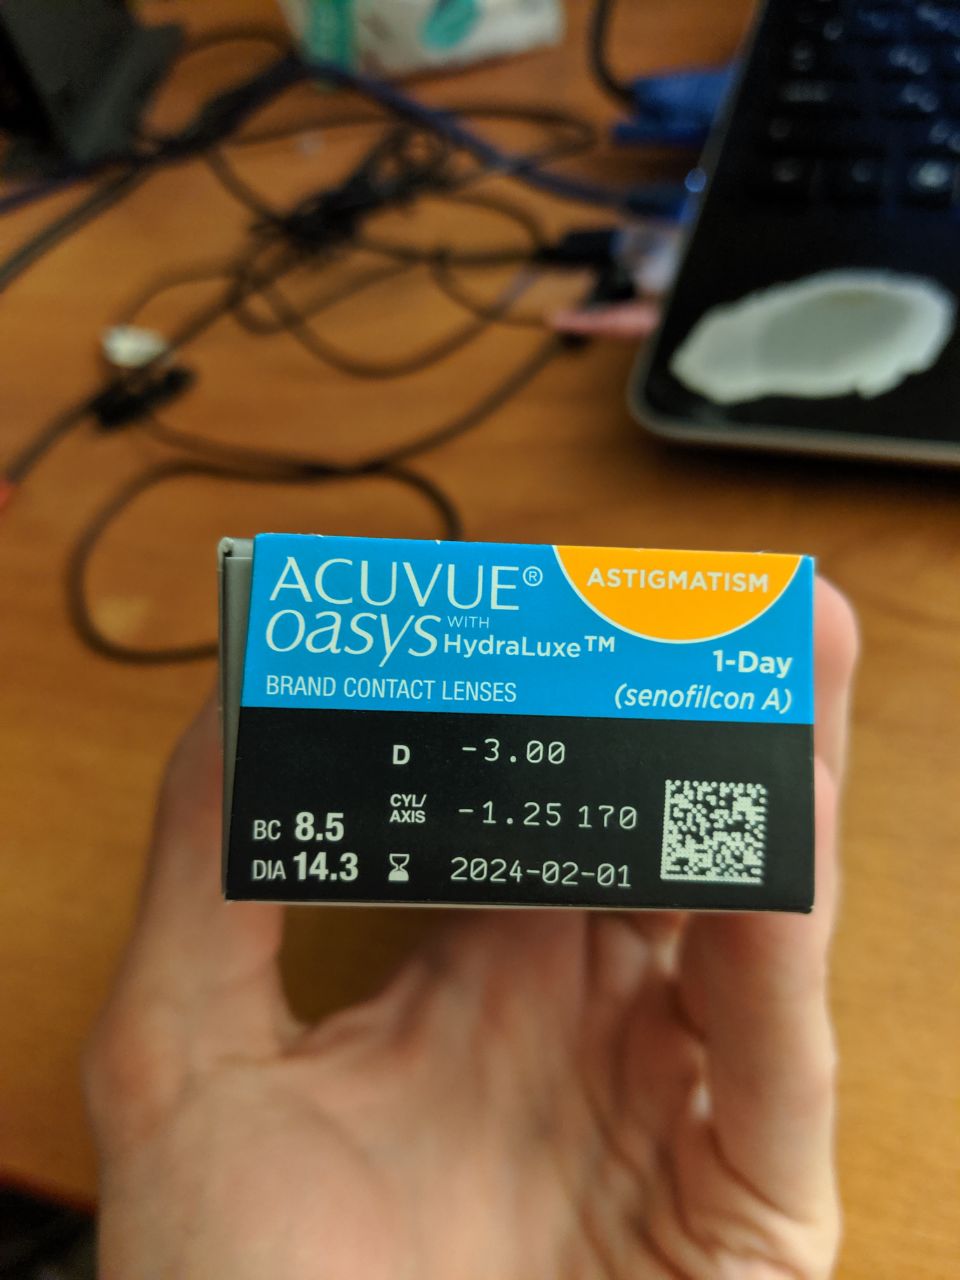 ACUVUE®
ASTIGMATISM
oasys WITH HydraLuxe™
1-Day
BRAND CONTACT LENSES
(senofilcon A)
D -3.00
CYL/AXIS -1.25 170
BC 8.5
DIA 14.3
2024-02-01